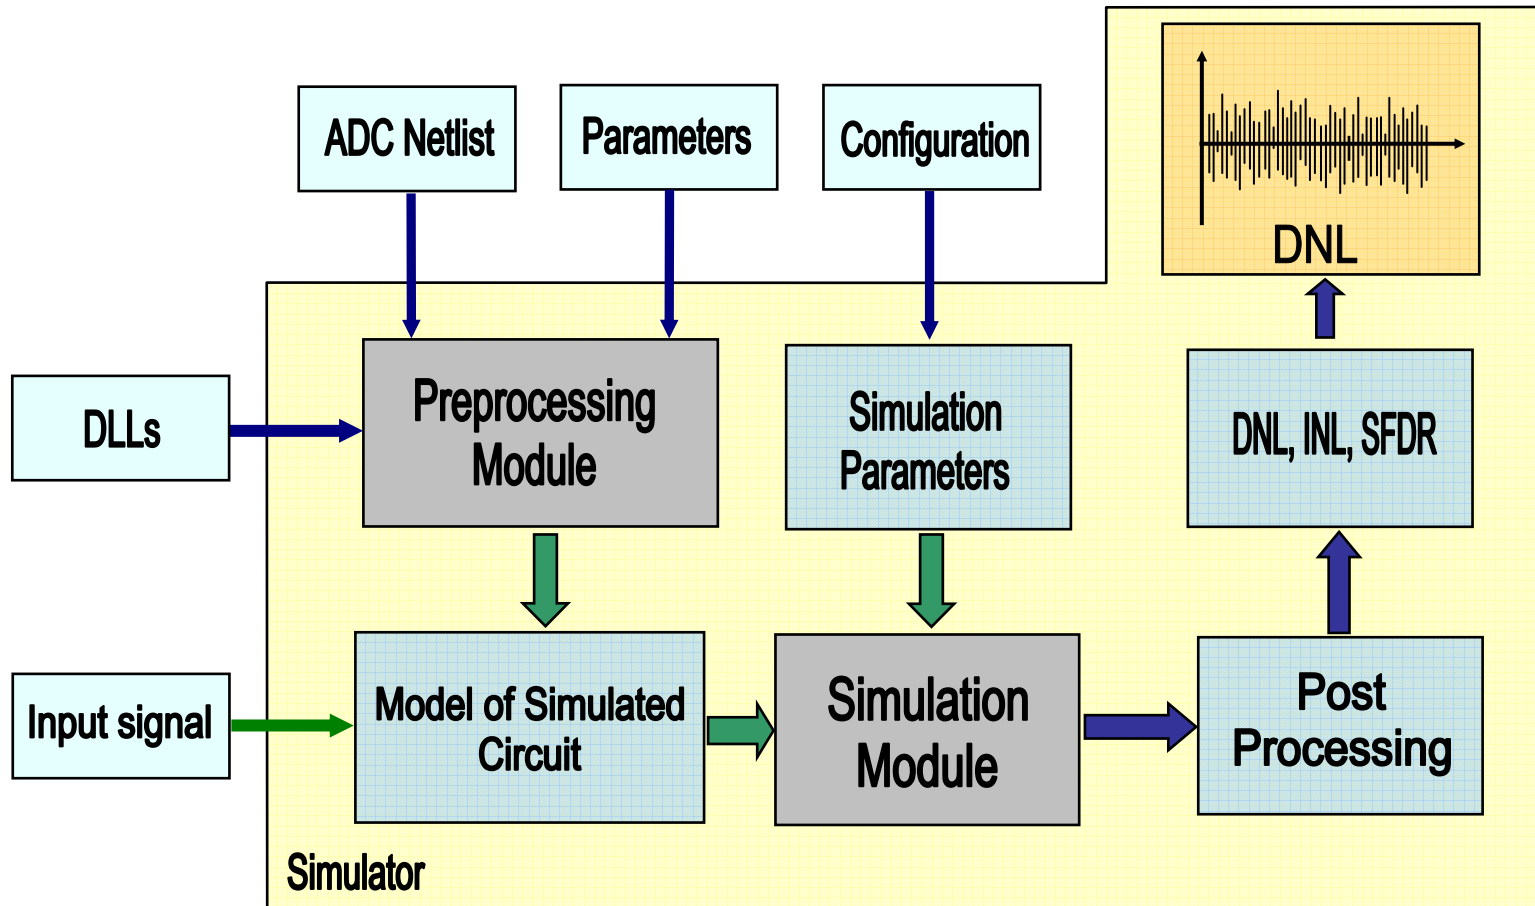 ADC Netlist
Parameters
Configuration
DNL
DLLs
Preprocessing
Module
Simulation
Parameters
DNL, INL, SFDR
Input signal
Model of Simulated
Circuit
Simulation
Module
Post
Processing
Simulator